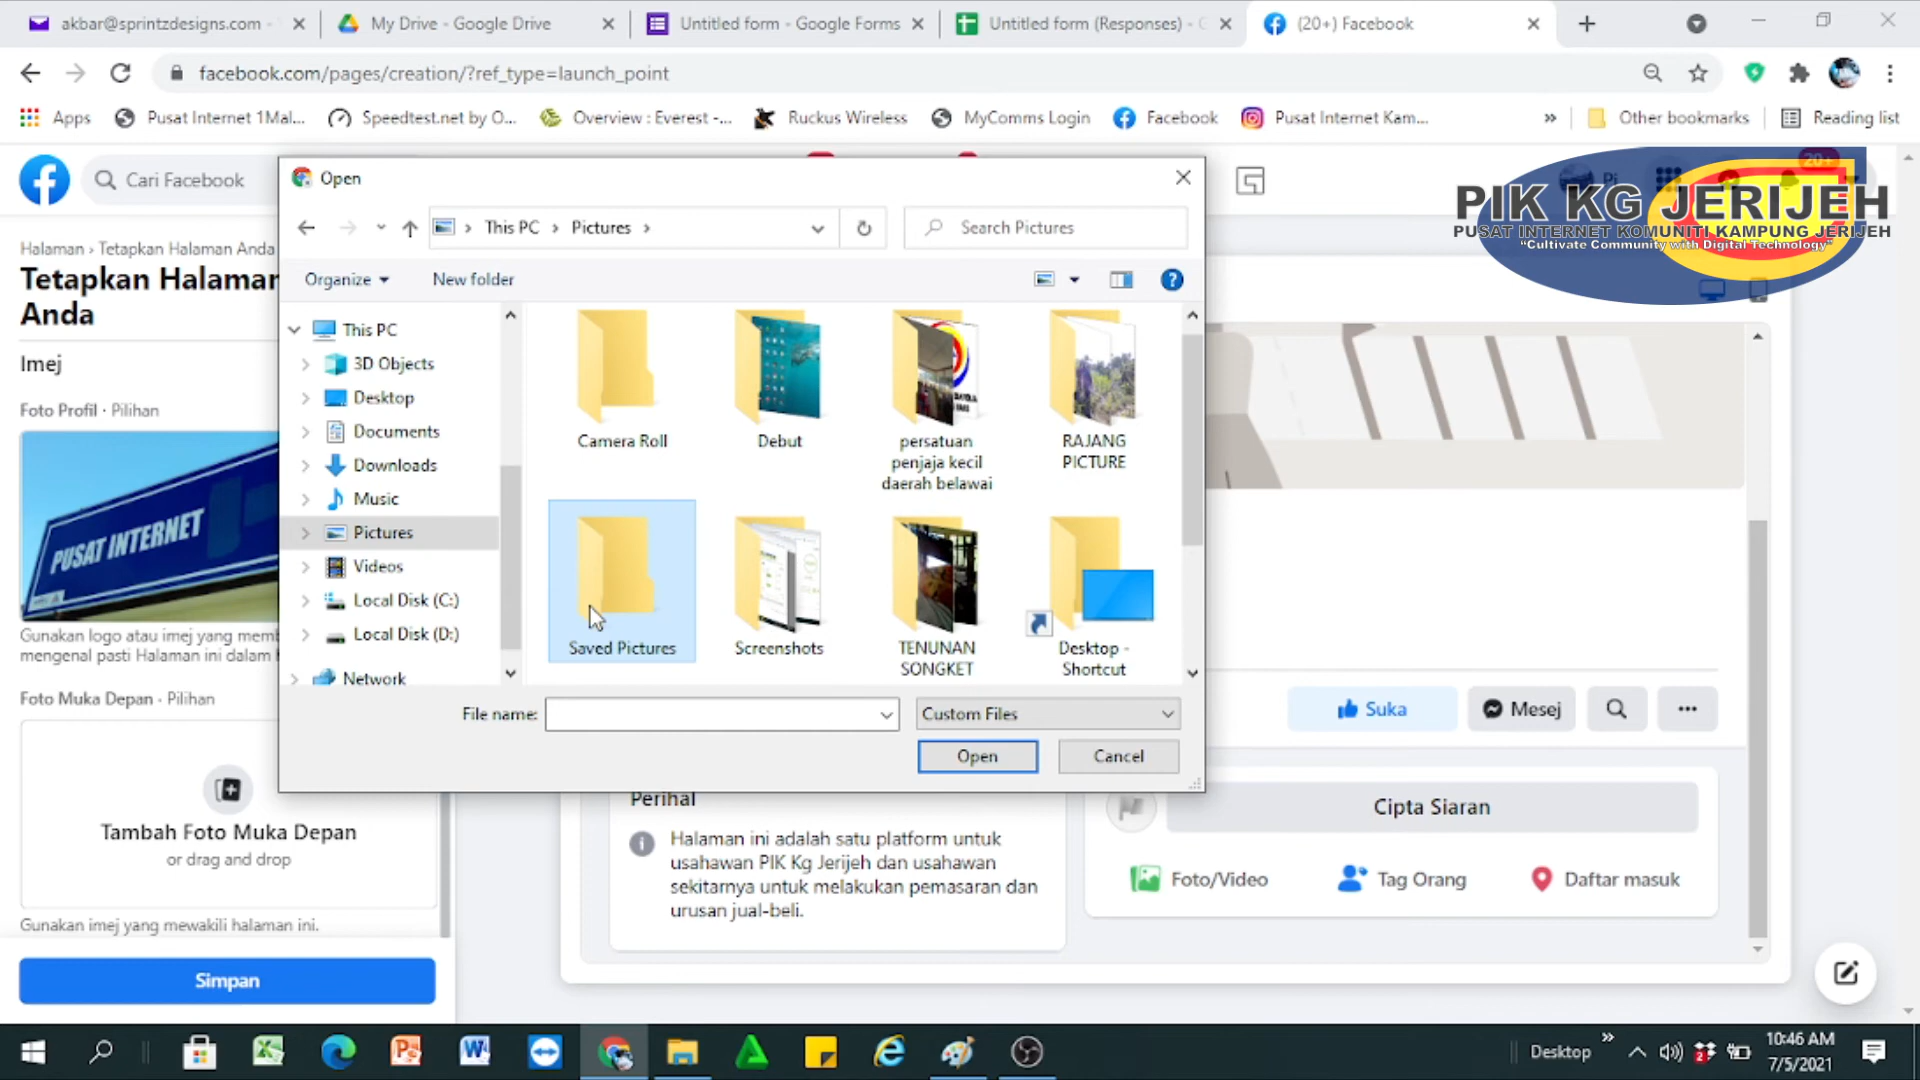 akbar@sprintzdesigns.com -
My Drive - Google Drive
Untitled form - Google Forms
Untitled form (Responses) -
(20+) Facebook
facebook.com/pages/creation/?ref_type=launch_point
Apps
Pusat Internet 1Mal...
Speedtest.net by O...
Overview : Everest -...
Ruckus Wireless
MyComms Login
Facebook
Pusat Internet Kam...
»
Other bookmarks
Reading list
Cari Facebook
Pi
20+
PIK KG JERIJEH
PUSAT INTERNET KOMUNITI KAMPUNG JERIJEH
“Cultivate Community with Digital Technology”
Halaman › Tetapkan Halaman Anda
Tetapkan Halaman
Anda
Imej
Foto Profil · Pilihan
PUSAT INTERNET
Gunakan logo atau imej yang
mengenal pasti Halaman ini dalam
Foto Muka Depan · Pilihan
Tambah Foto Muka Depan
or drag and drop
Gunakan imej yang mewakili halaman ini.
Simpan
Open
This PC › Pictures ›
Search Pictures
Organize
New folder
This PC
3D Objects
Desktop
Documents
Downloads
Music
Pictures
Videos
Local Disk (C:)
Local Disk (D:)
Network
Camera Roll
Debut
persatuan
penjaja kecil
daerah belawai
RAJANG
PICTURE
Saved Pictures
Screenshots
TENUNAN
SONGKET
Desktop -
Shortcut
File name:
Custom Files
Open
Cancel
Suka
Mesej
Perihal
Halaman ini adalah satu platform untuk
usahawan PIK Kg Jerijeh dan usahawan
sekitarnya untuk melakukan pemasaran dan
urusan jual-beli.
Cipta Siaran
Foto/Video
Tag Orang
Daftar masuk
Desktop
»
10:46 AM
7/5/2021